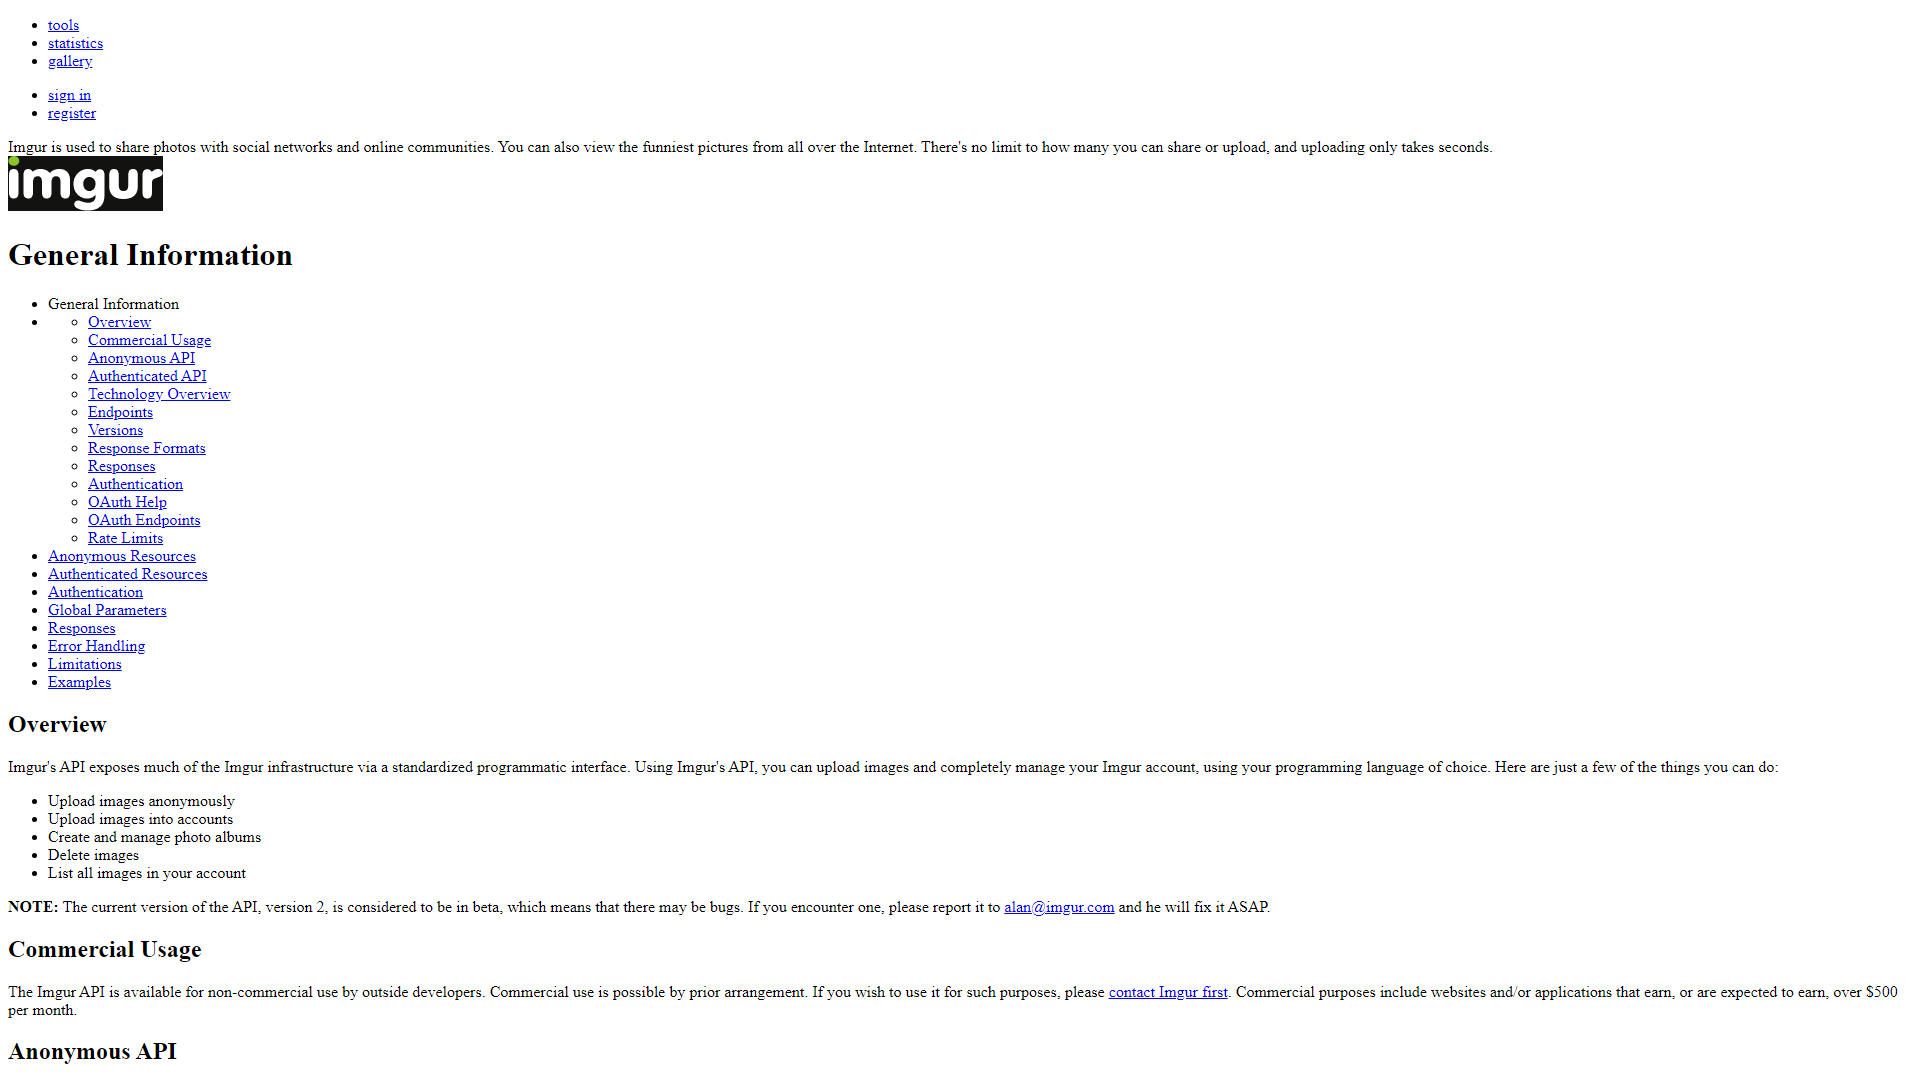 tools
statistics
gallery
sign in
register
Imgur is used to share photos with social networks and online communities. You can also view the funniest pictures from all over the Internet. There's no limit to how many you can share or upload, and uploading only takes seconds.
imgur
General Information
General Information
Overview
Commercial Usage
Anonymous API
Authenticated API
Technology Overview
Endpoints
Versions
Response Formats
Responses
Authentication
OAuth Help
OAuth Endpoints
Rate Limits
Anonymous Resources
Authenticated Resources
Authentication
Global Parameters
Responses
Error Handling
Limitations
Examples
Overview
Imgur's API exposes much of the Imgur infrastructure via a standardized programmatic interface. Using Imgur's API, you can upload images and completely manage your Imgur account, using your programming language of choice. Here are just a few of the things you can do:
Upload images anonymously
Upload images into accounts
Create and manage photo albums
Delete images
List all images in your account
NOTE: The current version of the API, version 2, is considered to be in beta, which means that there may be bugs. If you encounter one, please report it to alan@imgur.com and he will fix it ASAP.
Commercial Usage
The Imgur API is available for non-commercial use by outside developers. Commercial use is possible by prior arrangement. If you wish to use it for such purposes, please contact Imgur first. Commercial purposes include websites and/or applications that earn, or are expected to earn, over $500
per month.
Anonymous API